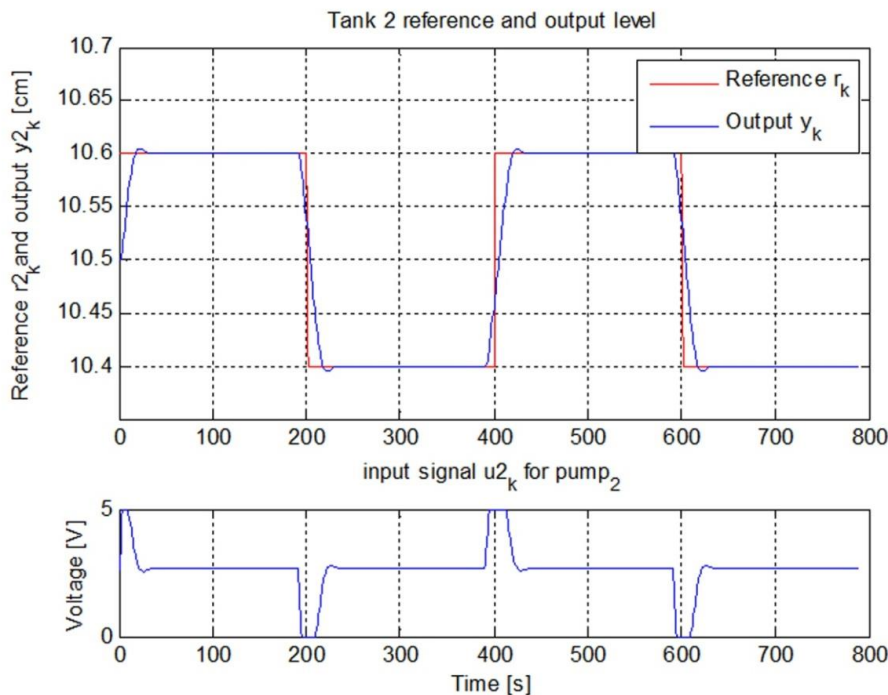 Tank 2 reference and output level
Reference r2k and output y2k [cm]
10.7
10.65
10.6
10.55
10.5
10.45
10.4
Reference rk
Output yk
0 100 200 300 400 500 600 700 800
input signal u2k for pump2
Voltage [V]
5
0
0 100 200 300 400 500 600 700 800
Time [s]